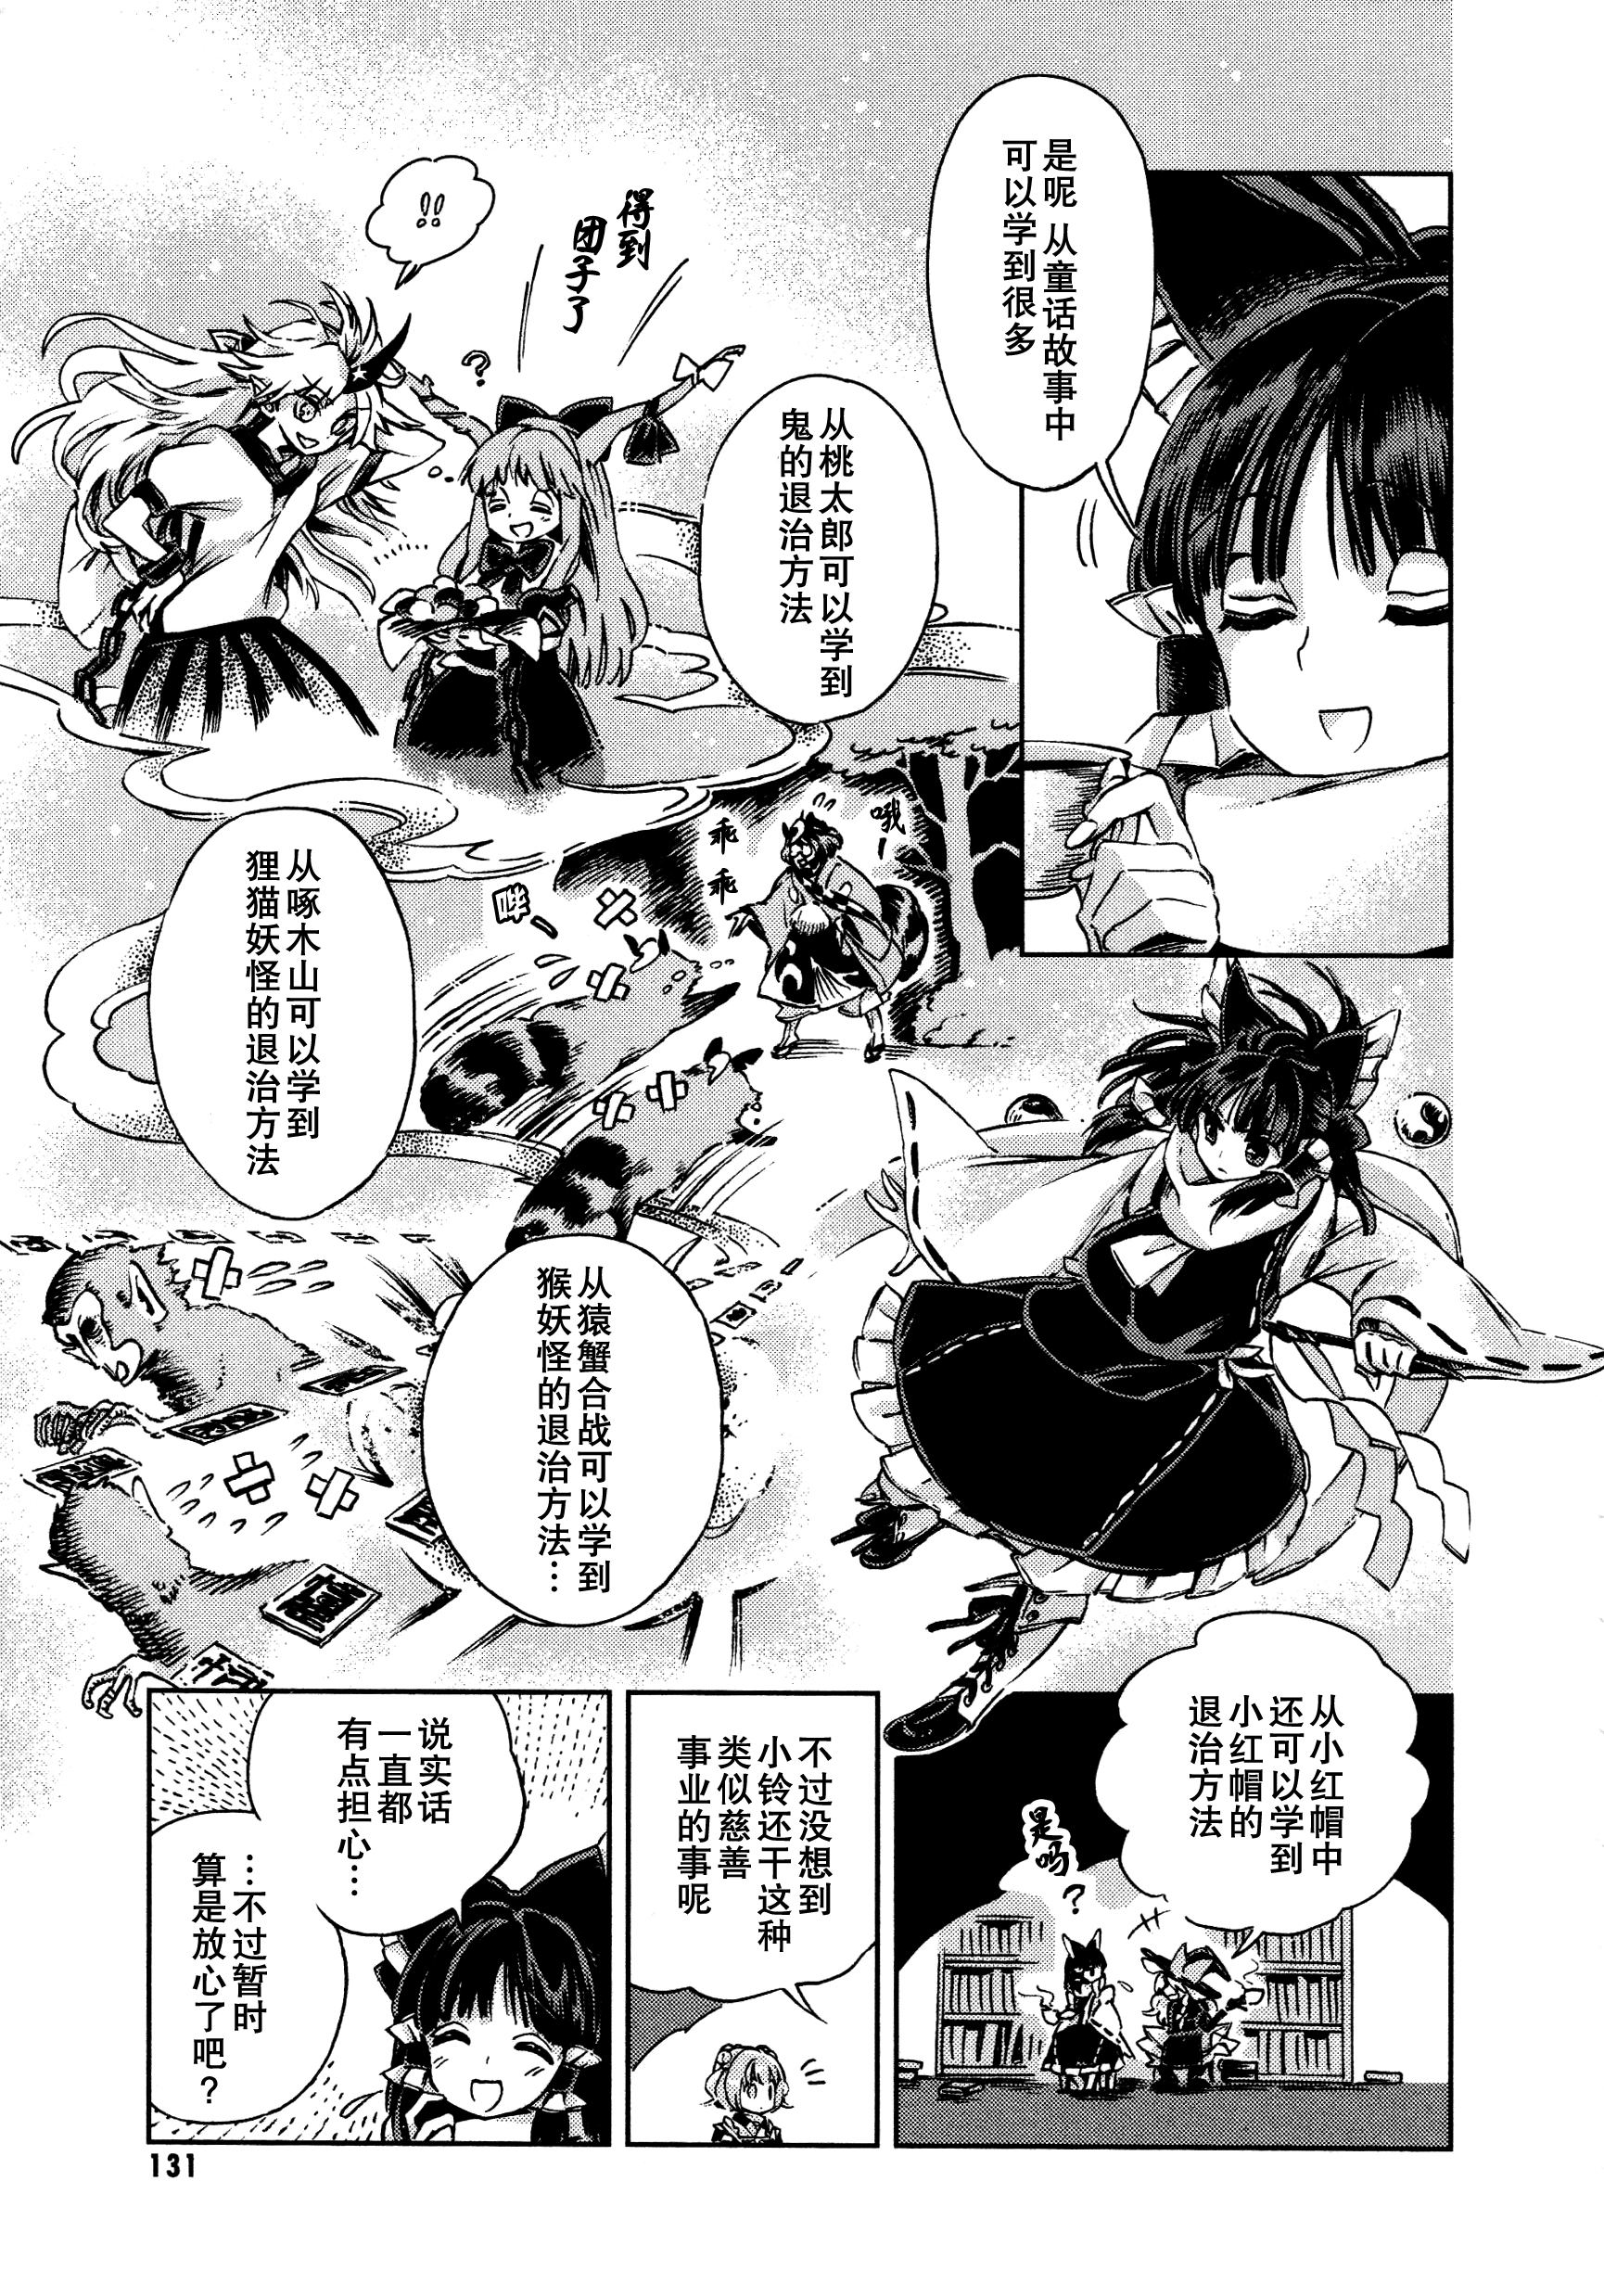 是呢 从童话故事中
可以学到很多
从桃太郎可以学到
鬼的退治方法
得到
团子了
!!
?
哦
乖
乖
哗
从啄木山可以学到
狸猫妖怪的退治方法
从猿蟹合战可以学到
猴妖怪的退治方法…
从小红帽中
还可以学到
小红帽的
退治方法
是吗
?
不过没想到
小铃还干这种
类似慈善
事业的事呢
说实话
一直都
有点担心…
…不过暂时
算是放心了吧?
131